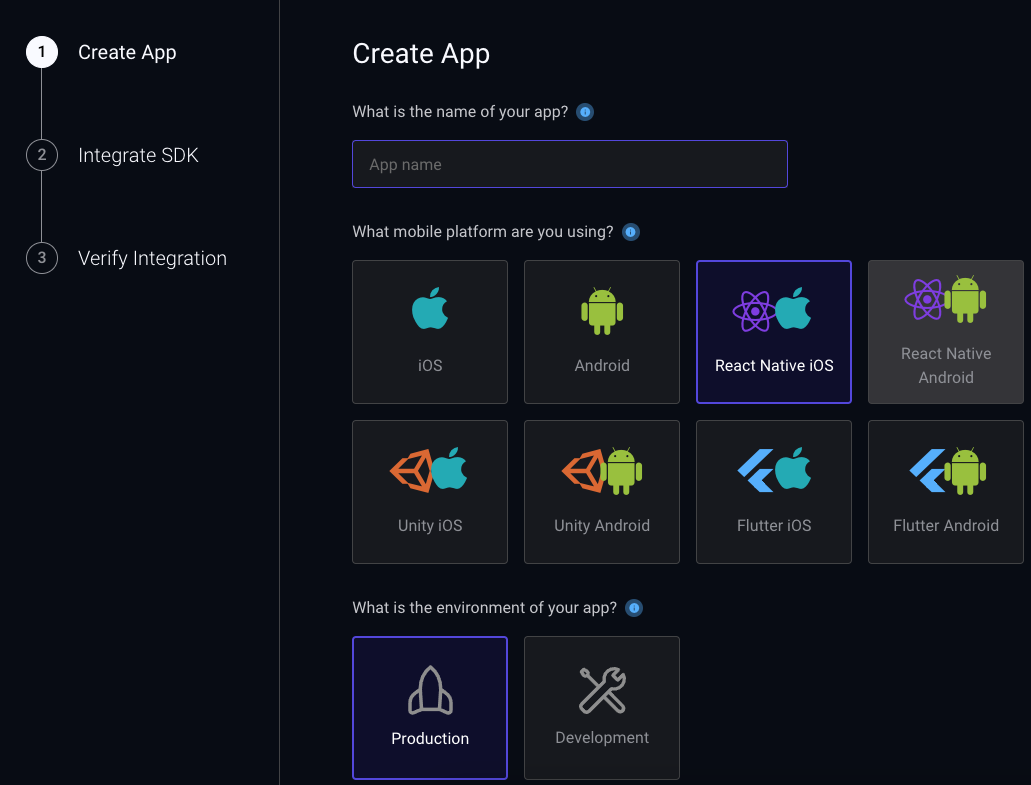 1
Create App
2
Integrate SDK
3
Verify Integration
Create App
What is the name of your app?
App name
What mobile platform are you using?
iOS
Android
React Native iOS
React Native
Android
Unity iOS
Unity Android
Flutter iOS
Flutter Android
What is the environment of your app?
Production
Development